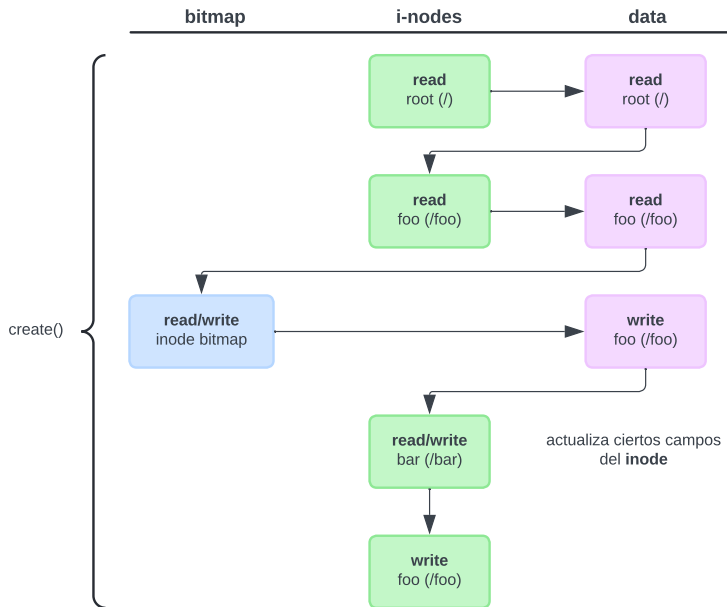 bitmap
i-nodes
data
read
root (/)
read
root (/)
read
foo (/foo)
read
foo (/foo)
create()
read/write
inode bitmap
write
foo (/foo)
read/write
bar (/bar)
actualiza ciertos campos
del inode
write
foo (/foo)